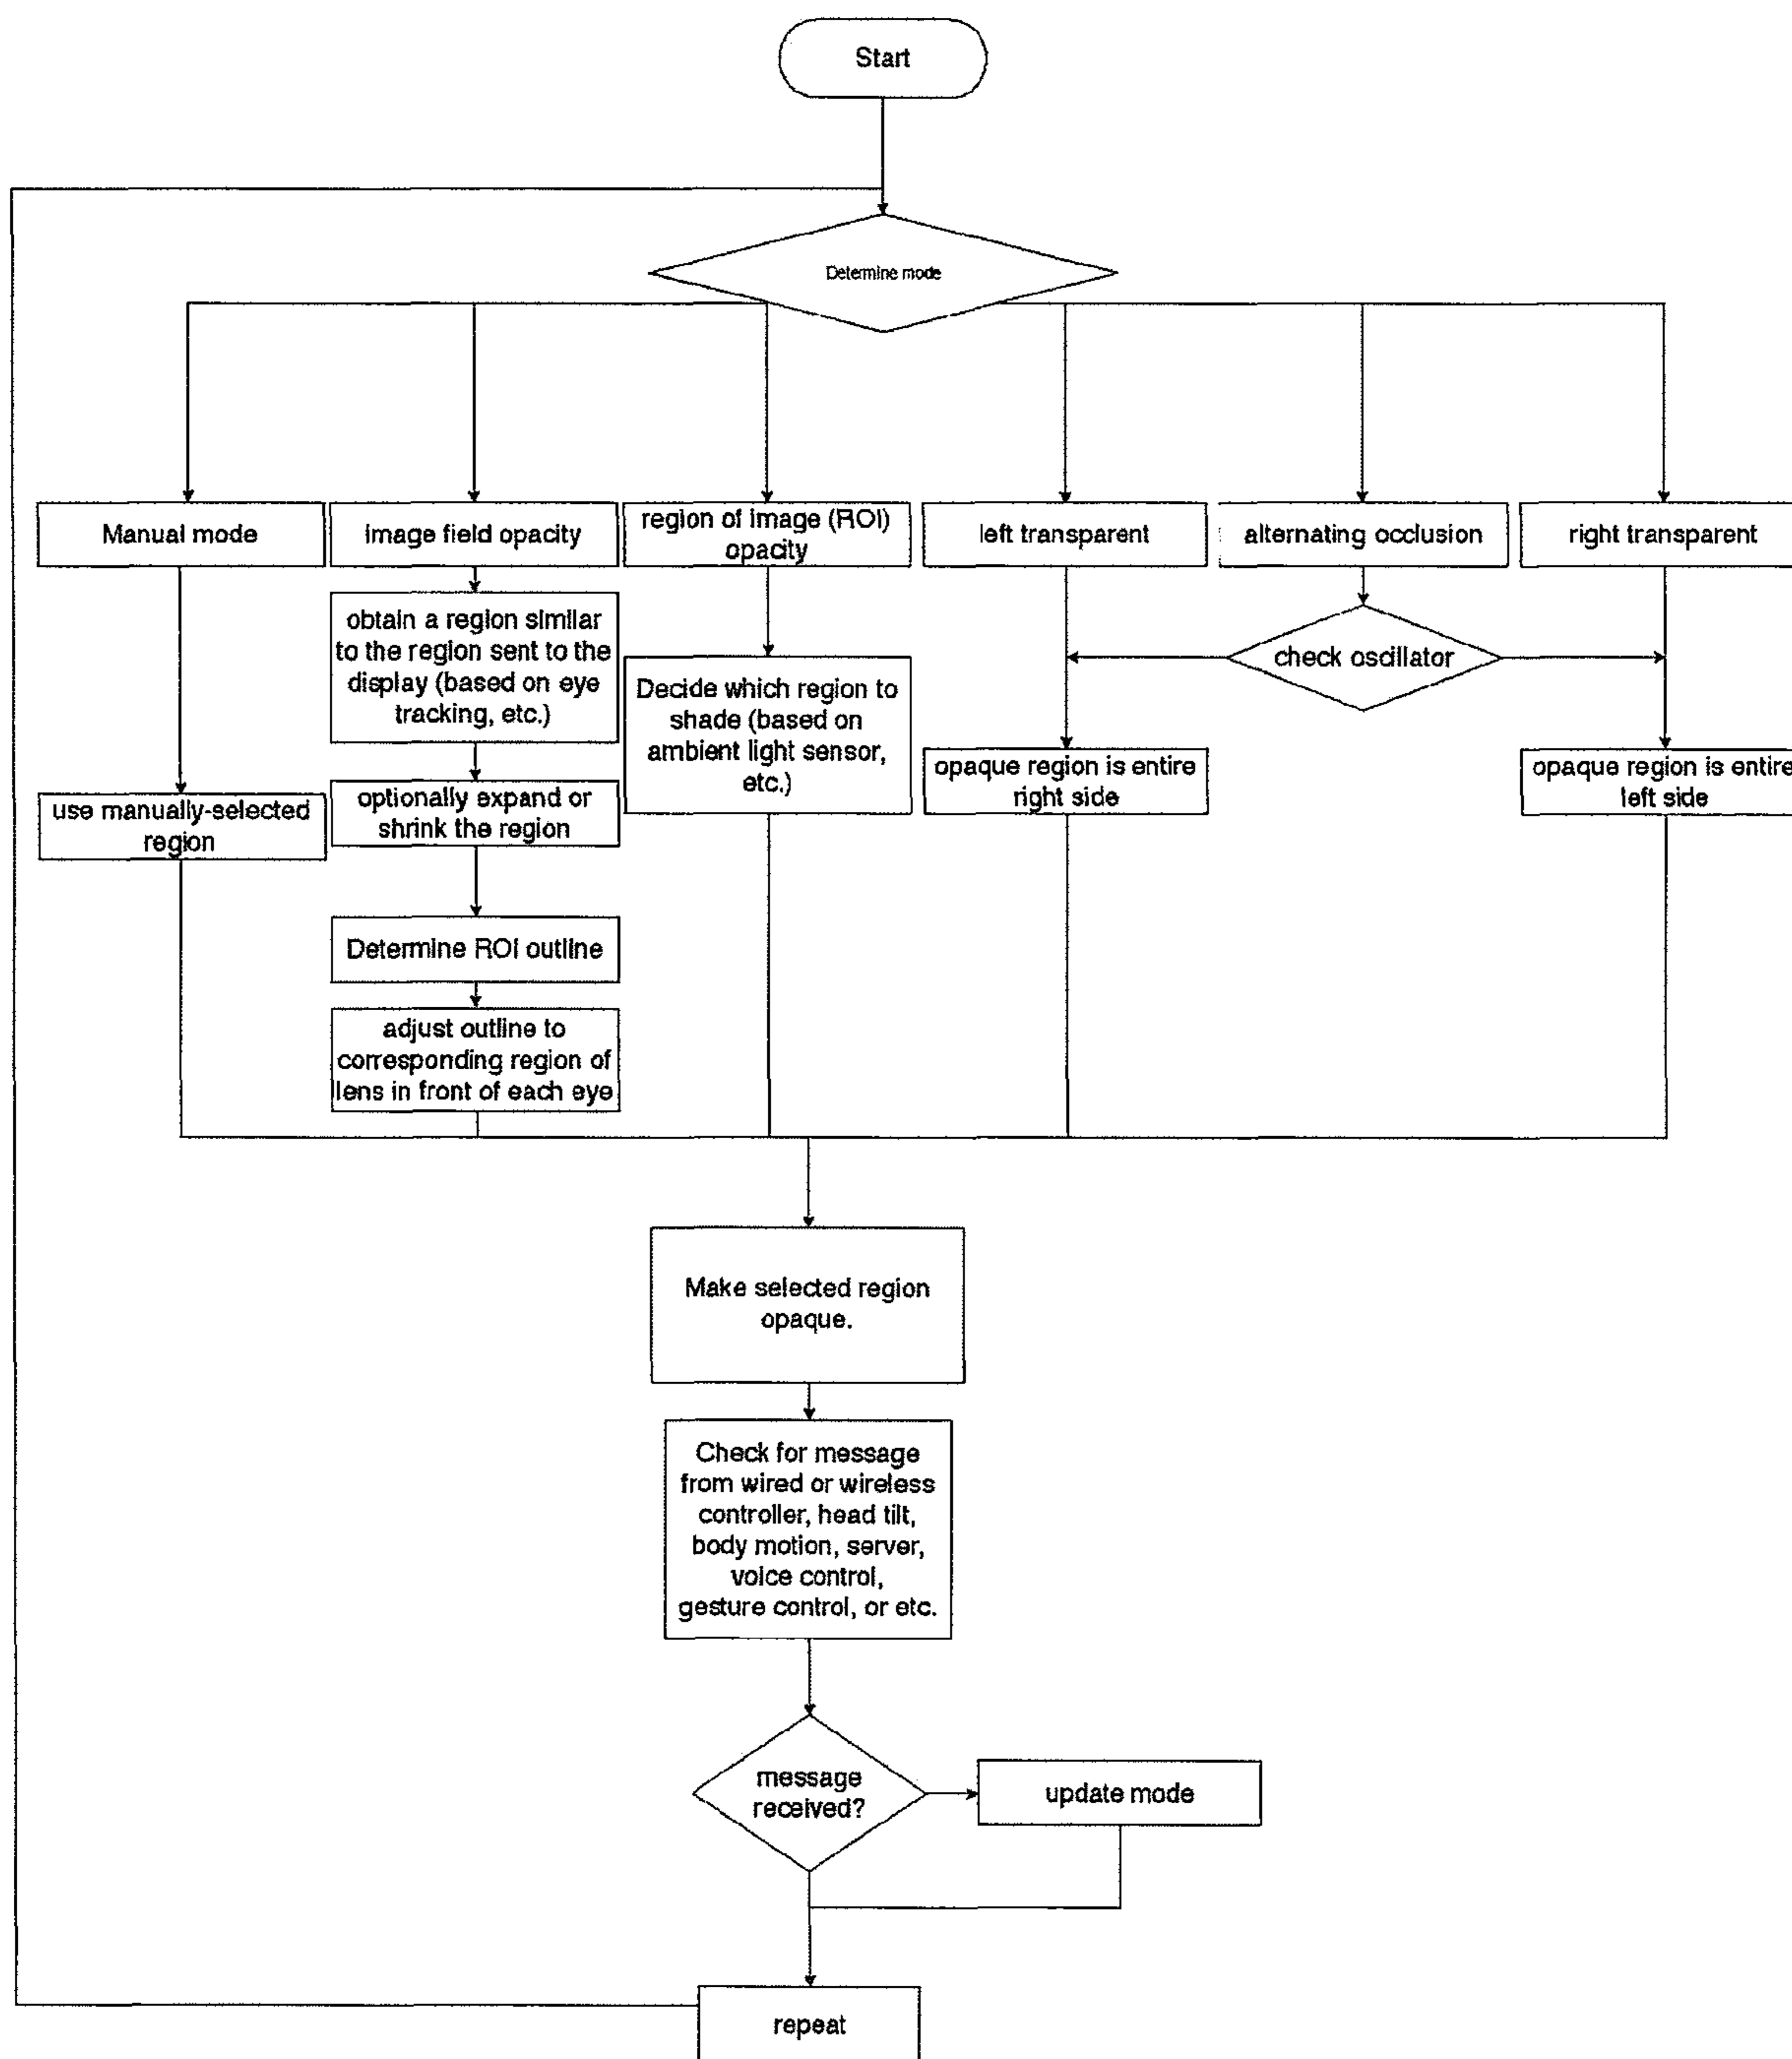 Start
Determine mode
Manual mode
Image field opacity
region of image (ROI)
opacity
left transparent
alternating occlusion
right transparent
obtain a region similar
to the region sent to the
display (based on eye
tracking, etc.)
check oscillator
Decide which region to
shade (based on
ambient light sensor,
etc.)
use manually-selected
region
optionally expand or
shrink the region
opaque region is entire
right side
opaque region is entire
left side
Determine ROI outline
adjust outline to
corresponding region of
lens in front of each eye
Make selected region
opaque.
Check for message
from wired or wireless
controller, head tilt,
body motion, server,
voice control,
gesture control, or etc.
message
received?
update mode
repeat